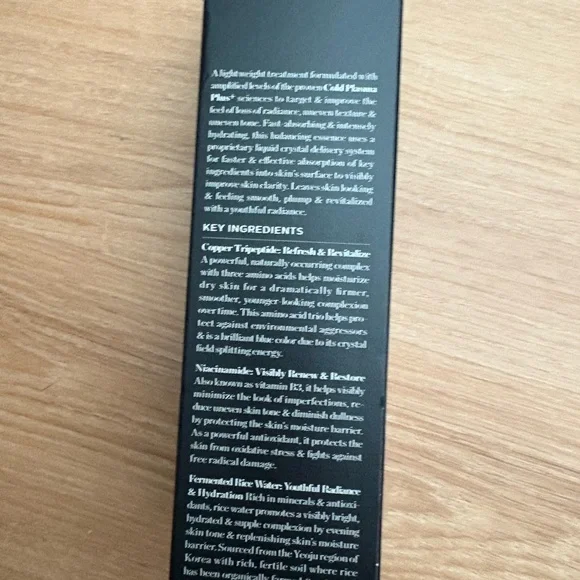 A lightweight treatment formulated with
amplified levels of the proven Cold Plasma
Plus+ sciences to target & improve the
feel of loss of radiance, uneven texture &
uneven tone. Fast-absorbing & intensely
hydrating, this balancing essence uses a
proprietary liquid crystal delivery system
for faster & effective absorption of key
ingredients into skin's surface to visibly
improve skin clarity. Leaves skin looking
& feeling smooth, plump & revitalized
with a youthful radiance.
KEY INGREDIENTS
Copper Tripeptide: Refresh & Revitalize
A powerful, naturally occurring complex
with three amino acids helps moisturize
dry skin for a dramatically firmer,
smoother, younger-looking complexion
over time. This amino acid trio helps pro-
tect against environmental aggressors
& is a brilliant blue color due to its crystal
field splitting energy.
Niacinamide: Visibly Renew & Restore
Also known as vitamin B3, it helps visibly
minimize the look of imperfections, re-
duce uneven skin tone & diminish dullness
by protecting the skin's moisture barrier.
As a powerful antioxidant, it protects the
skin from oxidative stress & fights against
free radical damage.
Fermented Rice Water: Youthful Radiance
& Hydration Rich in minerals & antioxi-
dants, rice water promotes a visibly bright,
hydrated & supple complexion by evening
skin tone & replenishing skin's moisture
barrier. Sourced from the Yeoju region of
Korea with rich, fertile soil where rice
has been organically